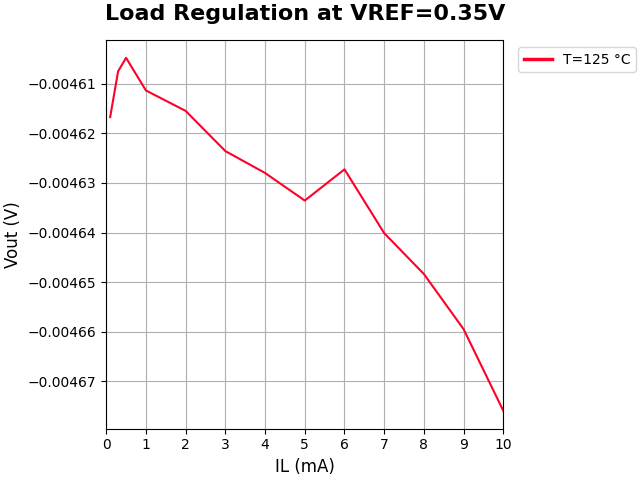 Load Regulation at VREF=0.35V
T=125 °C
Vout (V)
−0.00461
−0.00462
−0.00463
−0.00464
−0.00465
−0.00466
−0.00467
0 1 2 3 4 5 6 7 8 9 10
IL (mA)